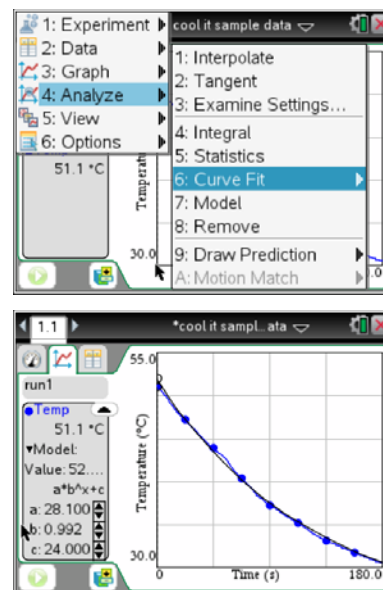 1: Experiment
2: Data
3: Graph
4: Analyze
5: View
6: Options
cool it sample data
1: Interpolate
2: Tangent
3: Examine Settings...
4: Integral
5: Statistics
6: Curve Fit
7: Model
8: Remove
9: Draw Prediction
A: Motion Match
51.1 °C
30.0
1.1
*cool it sampl...ata
run1
Temp
51.1 °C
▾Model:
Value: 52....
a*b^x+c
a: 28.100
b: 0.992
c: 24.000
55.0
Temperature (°C)
30.0
0
Time (s)
180.0